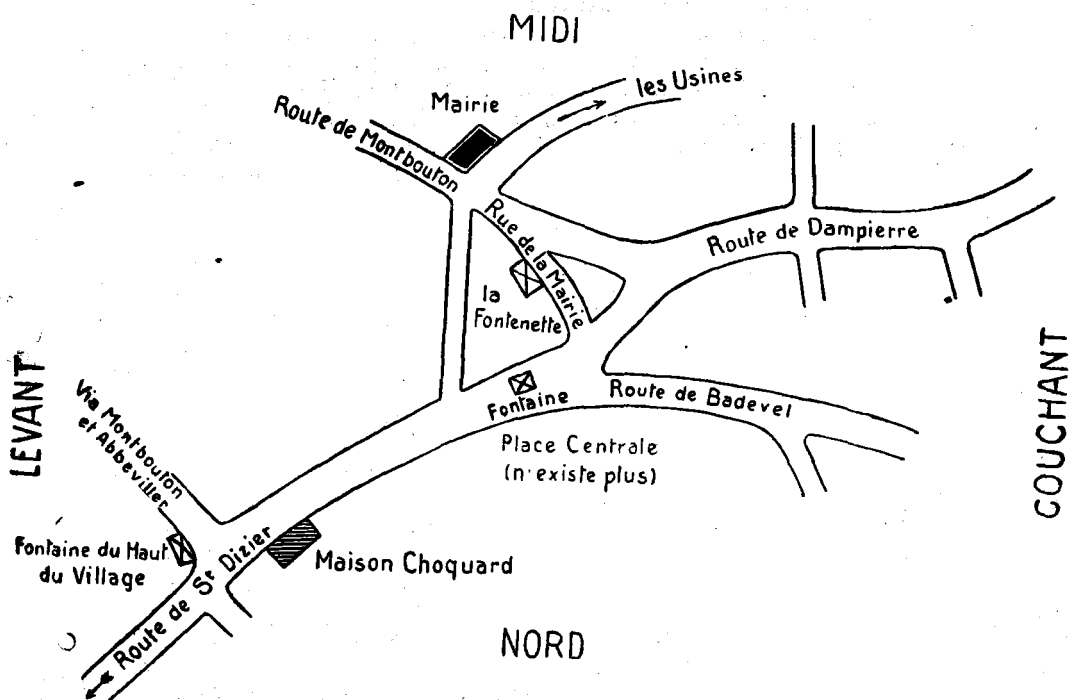 MIDI
les Usines
Mairie
Route de Montbouton
Rue de la Mairie
Route de Dampierre
la
Fontenette
LEVANT
COUCHANT
Via Montbouton
et Abbeviller
Fontaine
Route de Badevel
Place Centrale
(n'existe plus)
Fontaine du Haut
du Village
Route de St Dizier
Maison Choquard
NORD